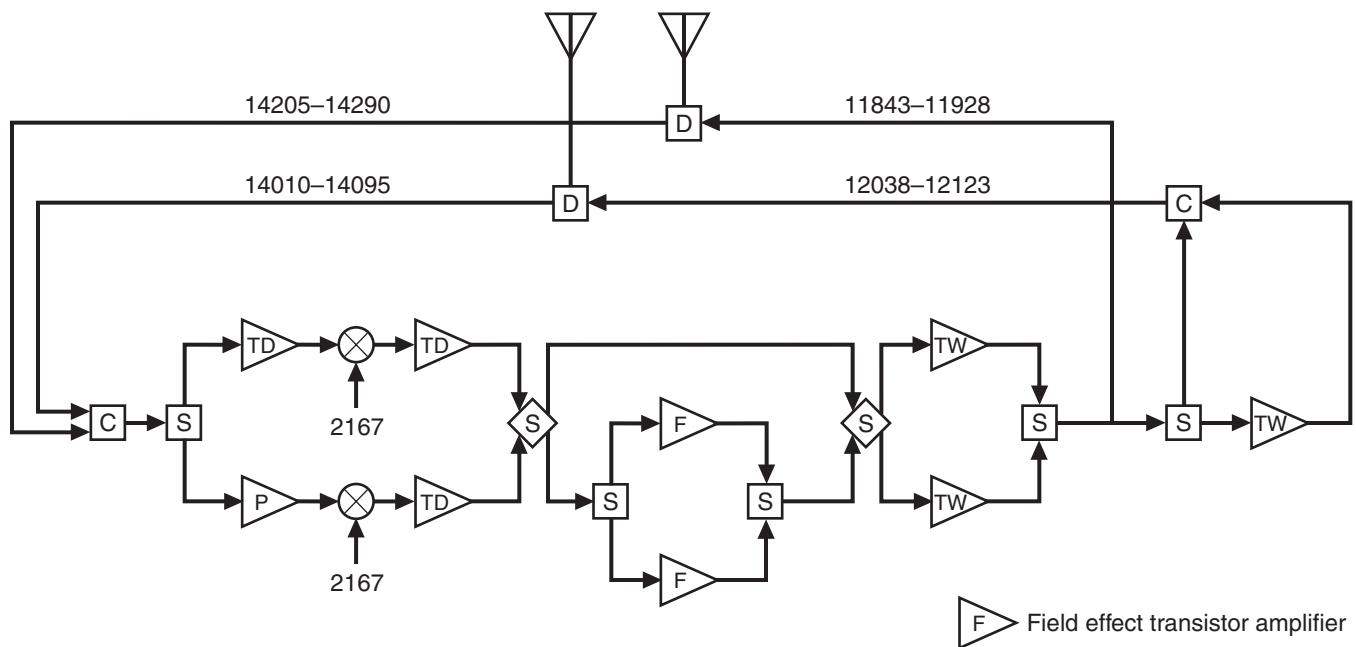 14205–14290
11843–11928
D
14010–14095
12038–12123
D
C
TD
TD
TW
C
S
S
S
S
TW
F
S
2167
P
TD
S
S
TW
F
2167
F Field effect transistor amplifier